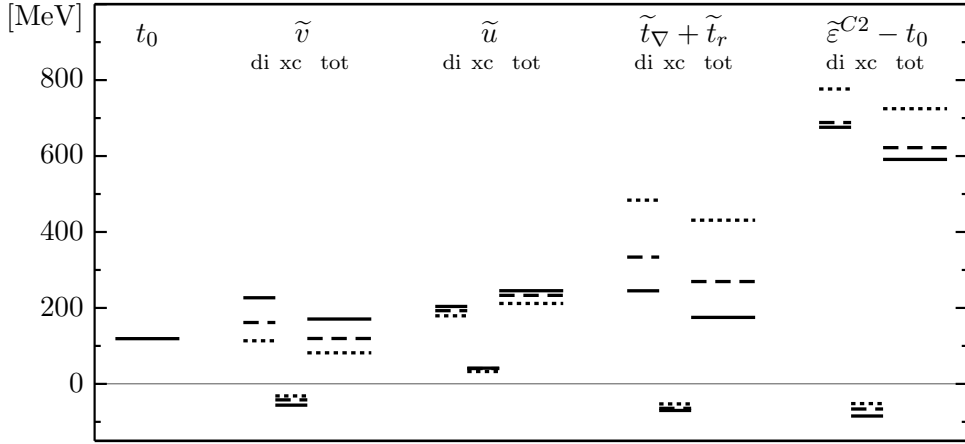 [MeV] t₀ ṽ ũ t̃∇ + t̃ᵣ ε̃ᶜ² − t₀
di xc tot di xc tot di xc tot di xc tot
800
600
400
200
0